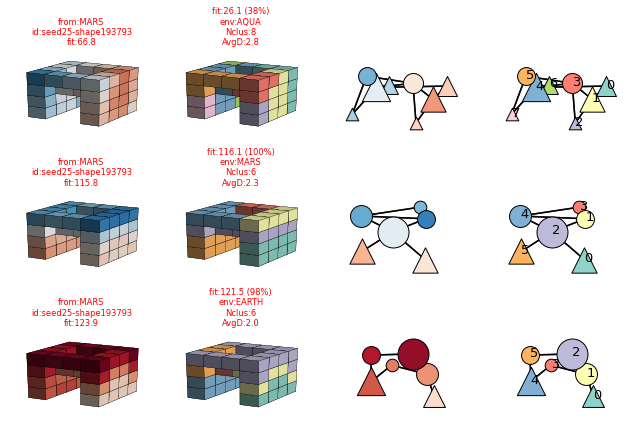 from:MARS
id:seed25-shape193793
fit:66.8
fit:26.1 (38%)
env:AQUA
Nclus:8
AvgD:2.8
5
4
6
3
0
1
2
from:MARS
id:seed25-shape193793
fit:115.8
fit:116.1 (100%)
env:MARS
Nclus:6
AvgD:2.3
3
4
1
2
5
0
from:MARS
id:seed25-shape193793
fit:123.9
fit:121.5 (98%)
env:EARTH
Nclus:6
AvgD:2.0
5
2
3
1
4
0